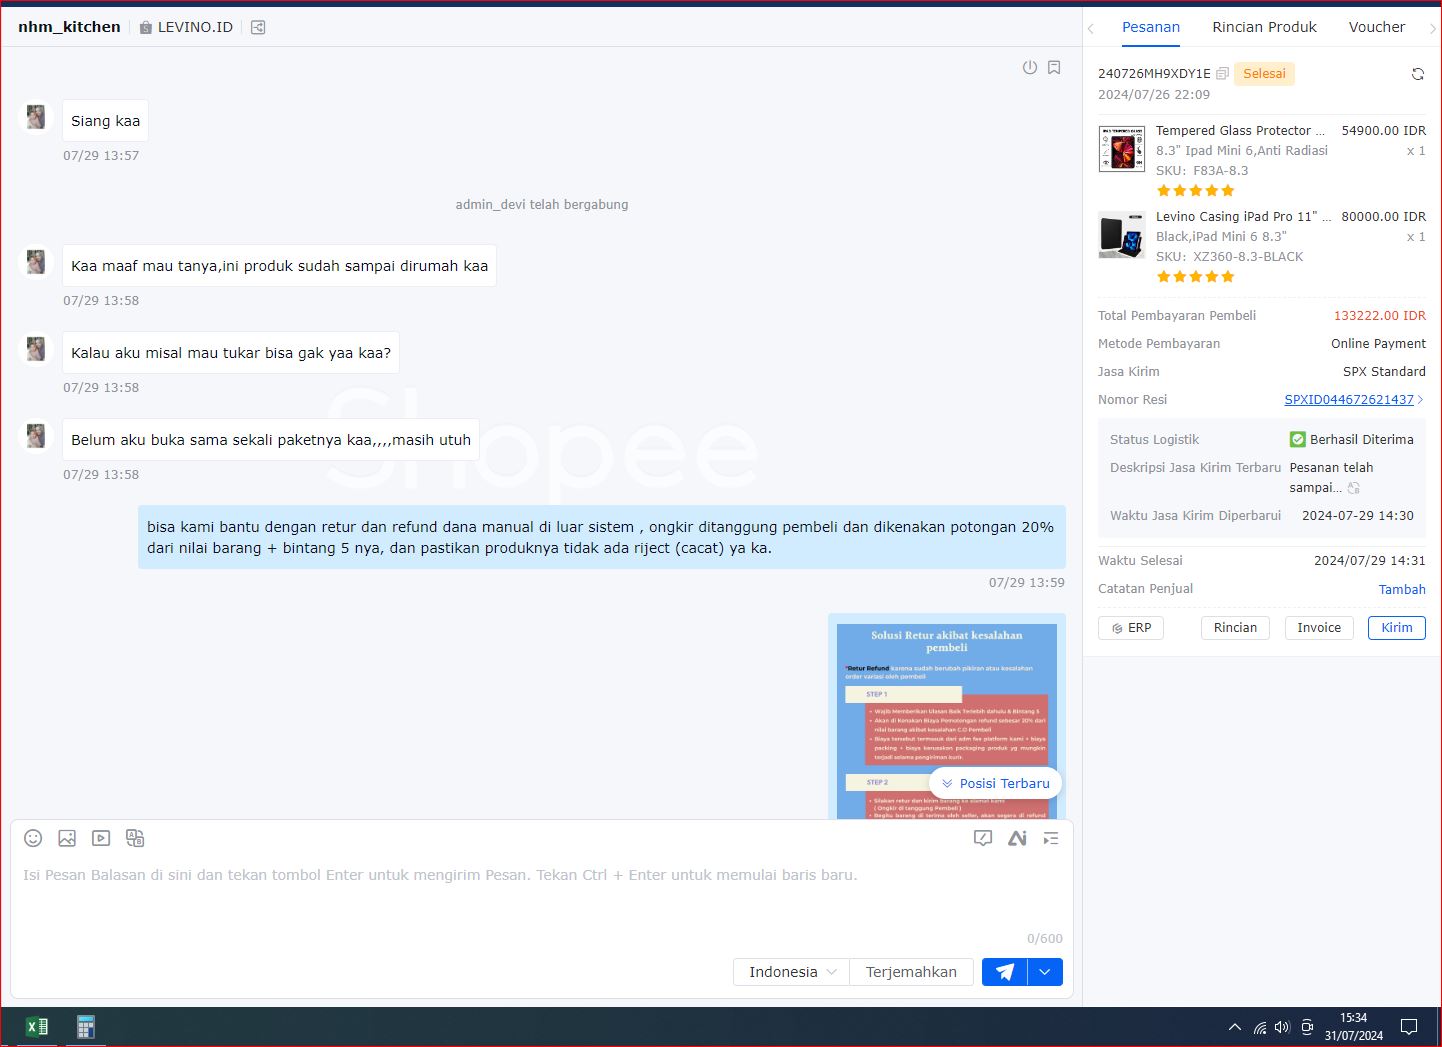 nhm_kitchen
LEVINO.ID
Siang kaa
07/29 13:57
admin_devi telah bergabung
Kaa maaf mau tanya,ini produk sudah sampai dirumah kaa
07/29 13:58
Kalau aku misal mau tukar bisa gak yaa kaa?
07/29 13:58
Belum aku buka sama sekali paketnya kaa,,,,masih utuh
07/29 13:58
Shopee
bisa kami bantu dengan retur dan refund dana manual di luar sistem , ongkir ditanggung pembeli dan dikenakan potongan 20%
dari nilai barang + bintang 5 nya, dan pastikan produknya tidak ada riject (cacat) ya ka.
07/29 13:59
Solusi Retur akibat kesalahan
pembeli
*Retur Refund karena sudah berubah pikiran atau kesalahan
order variasi oleh pembeli
STEP 1
• Wajib Memberikan Ulasan Baik Terlebih dahulu & Bintang 5
• Akan di Kenakan Biaya Pemotongan refund sebesar 20% dari
nilai barang akibat kesalahan C.O Pembeli
• Biaya tersebut termasuk dari adm fee platform kami + biaya
packing + biaya kerusakan packaging produk yg mungkin
terjadi selama pengiriman kurir.
STEP 2
• Silakan retur dan kirim barang ke alamat kami
( Ongkir di tanggung Pembeli )
• Begitu barang di terima oleh seller, akan segera di refund
Posisi Terbaru
Isi Pesan Balasan di sini dan tekan tombol Enter untuk mengirim Pesan. Tekan Ctrl + Enter untuk memulai baris baru.
0/600
Indonesia
Terjemahkan
Pesanan
Rincian Produk
Voucher
240726MH9XDY1E
Selesai
2024/07/26 22:09
Tempered Glass Protector ...
54900.00 IDR
8.3" Ipad Mini 6,Anti Radiasi
x 1
SKU: F83A-8.3
Levino Casing iPad Pro 11" ...
80000.00 IDR
Black,iPad Mini 6 8.3"
x 1
SKU: XZ360-8.3-BLACK
Total Pembayaran Pembeli
133222.00 IDR
Metode Pembayaran
Online Payment
Jasa Kirim
SPX Standard
Nomor Resi
SPXID044672621437
Status Logistik
Berhasil Diterima
Deskripsi Jasa Kirim Terbaru
Pesanan telah
sampai...
Waktu Jasa Kirim Diperbarui
2024-07-29 14:30
Waktu Selesai
2024/07/29 14:31
Catatan Penjual
Tambah
ERP
Rincian
Invoice
Kirim
15:34
31/07/2024